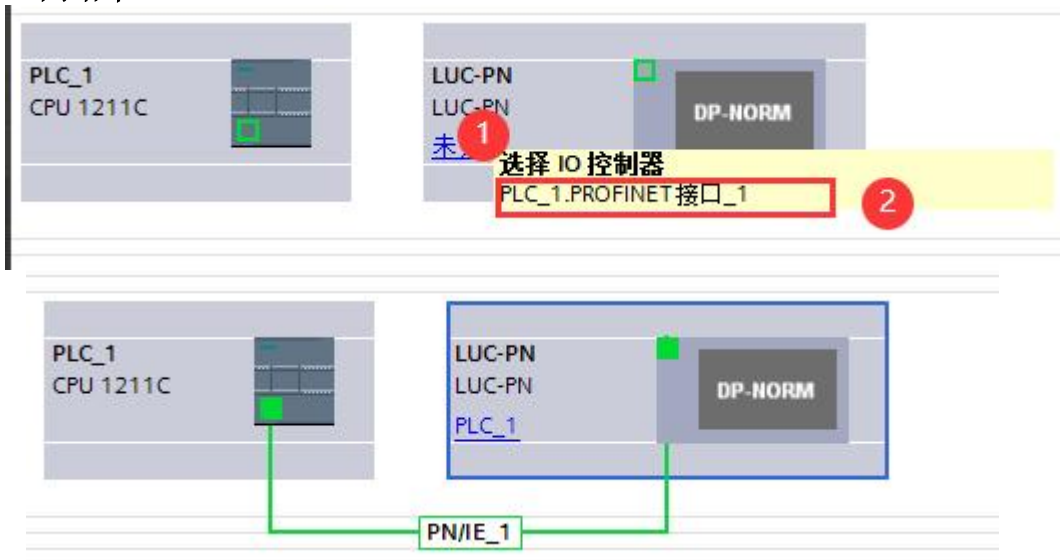 PLC_1
CPU 1211C
LUC-PN
LUC-PN
DP-NORM
未
1
选择 IO 控制器
PLC_1.PROFINET接口_1
2
PLC_1
CPU 1211C
LUC-PN
LUC-PN
PLC_1
DP-NORM
PN/IE_1